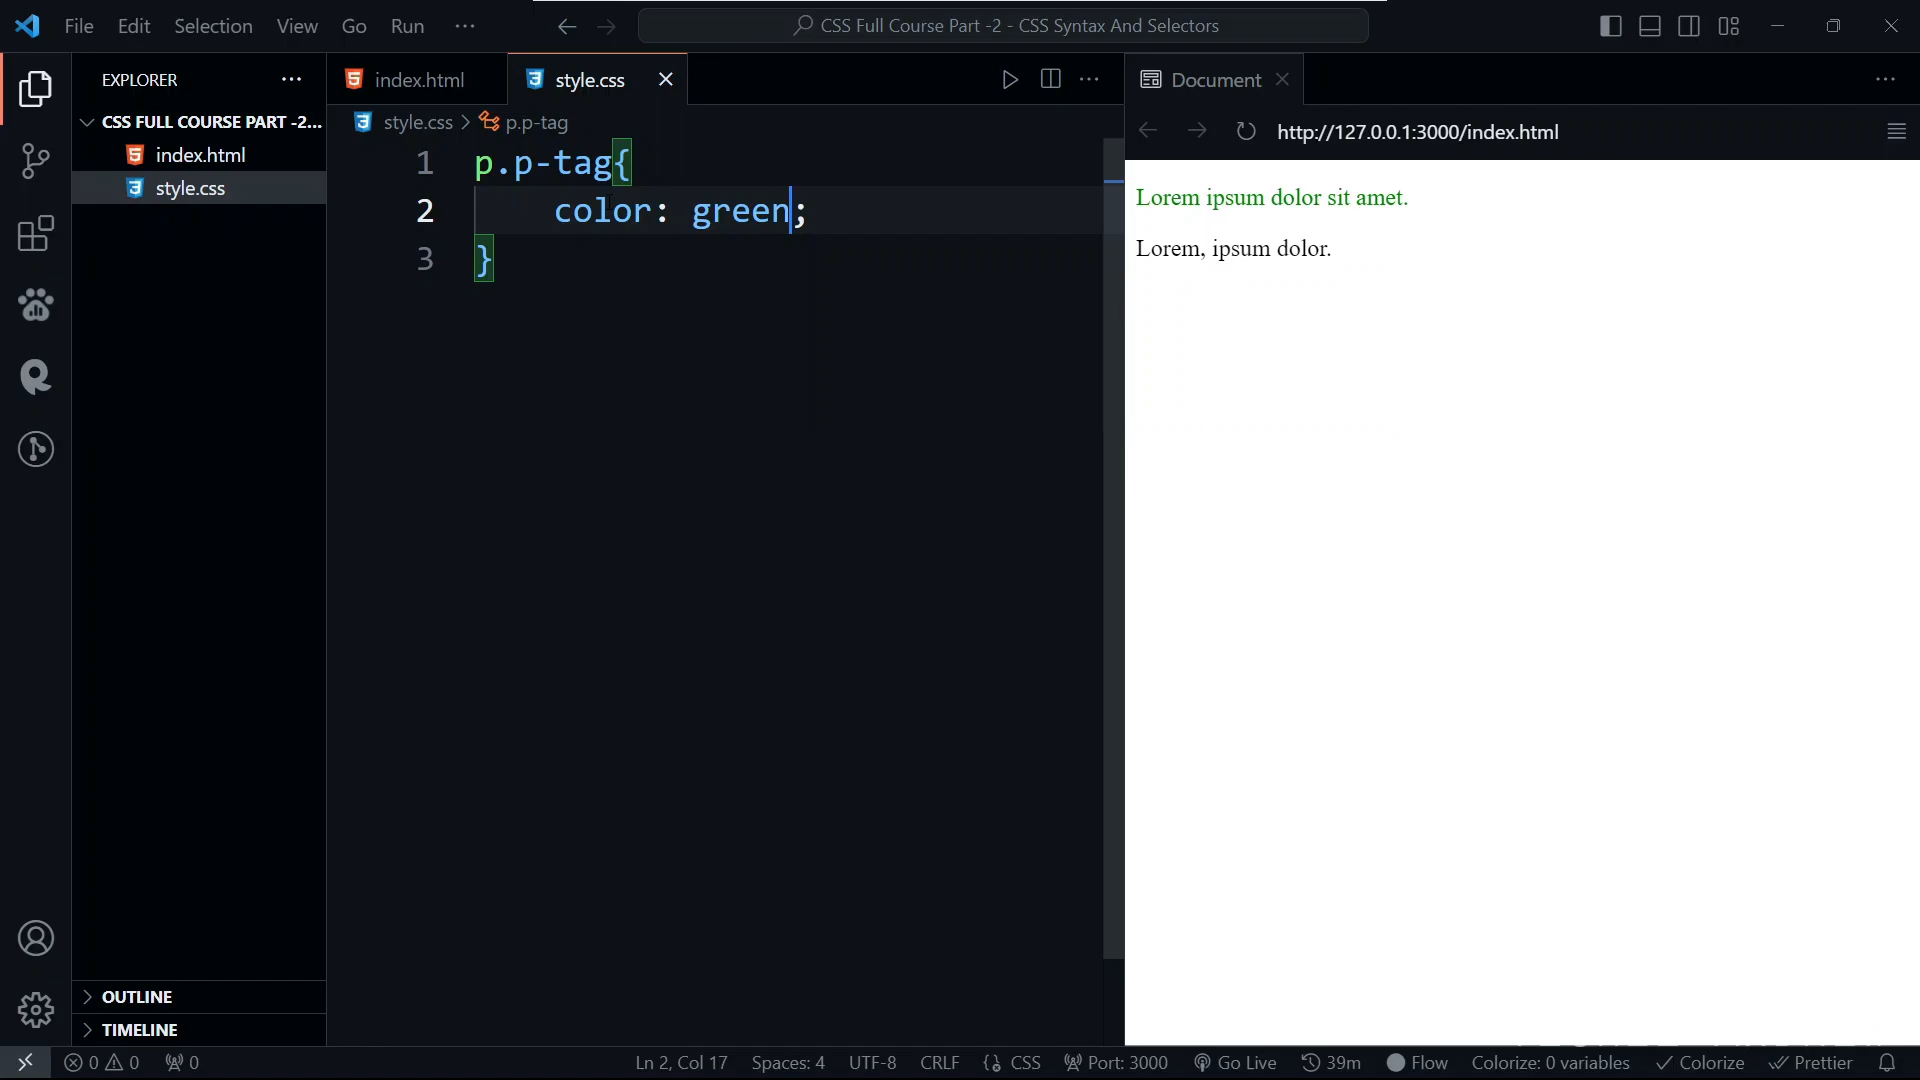 File Edit Selection View Go Run ··· CSS Full Course Part -2 - CSS Syntax And Selectors
EXPLORER ···
CSS FULL COURSE PART -2...
index.html
style.css
index.html
style.css
style.css > p.p-tag
1 p.p-tag{
2 color: green;
3 }
Document
http://127.0.0.1:3000/index.html
Lorem ipsum dolor sit amet.
Lorem, ipsum dolor.
OUTLINE
TIMELINE
0 0 0 Ln 2, Col 17 Spaces: 4 UTF-8 CRLF CSS Port: 3000 Go Live 39m Flow Colorize: 0 variables Colorize Prettier